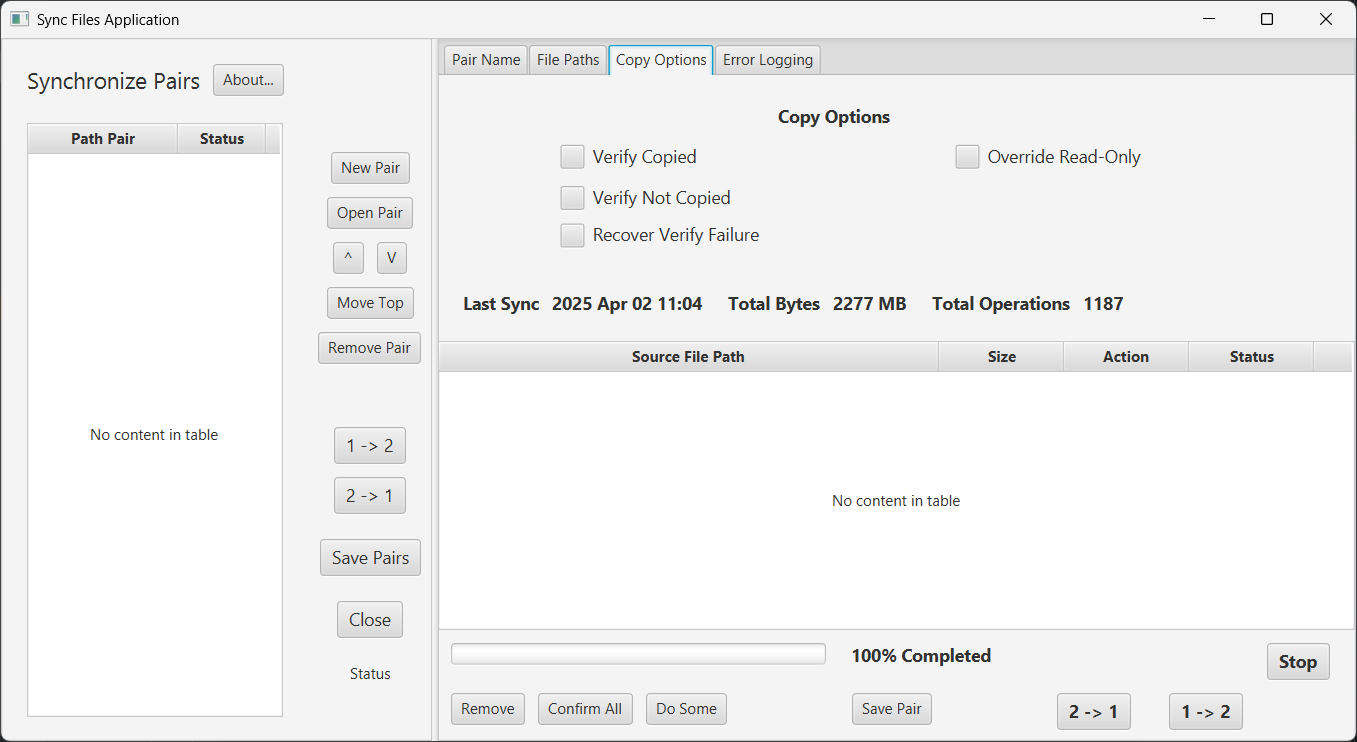 Sync Files Application
Synchronize Pairs About...
Path Pair Status
No content in table
New Pair
Open Pair
^ V
Move Top
Remove Pair
1 -> 2
2 -> 1
Save Pairs
Close
Status
Pair Name File Paths Copy Options Error Logging
Copy Options
Verify Copied Override Read-Only
Verify Not Copied
Recover Verify Failure
Last Sync 2025 Apr 02 11:04 Total Bytes 2277 MB Total Operations 1187
Source File Path Size Action Status
No content in table
100% Completed Stop
Remove Confirm All Do Some Save Pair 2 -> 1 1 -> 2